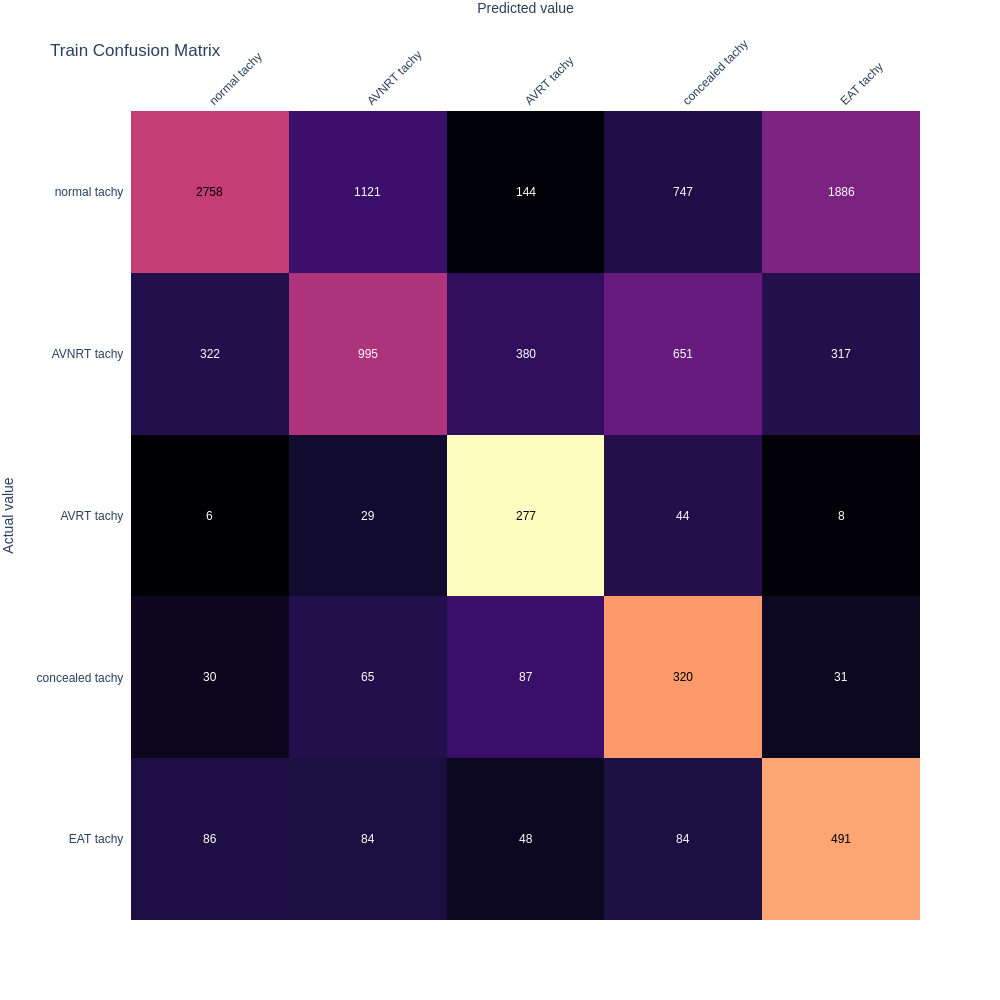 Predicted value
Train Confusion Matrix
normal tachy
AVNRT tachy
AVRT tachy
concealed tachy
EAT tachy
normal tachy 2758 1121 144 747 1886
AVNRT tachy 322 995 380 651 317
Actual value
AVRT tachy 6 29 277 44 8
concealed tachy 30 65 87 320 31
EAT tachy 86 84 48 84 491